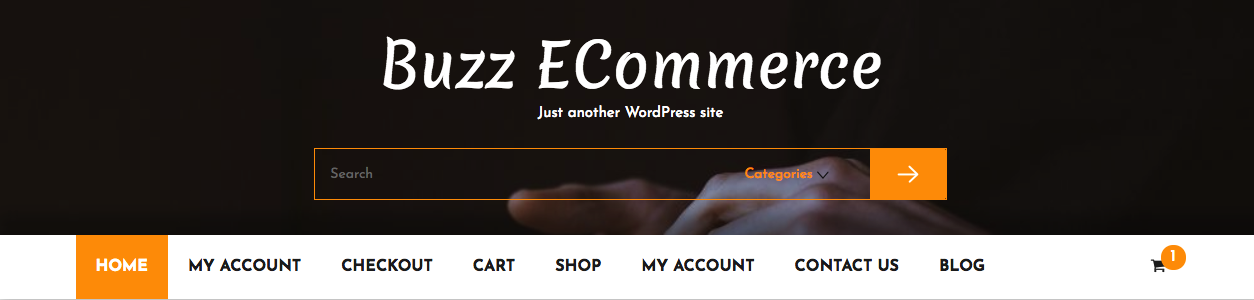 Buzz ECommerce
Just another WordPress site
Search Categories
HOME MY ACCOUNT CHECKOUT CART SHOP MY ACCOUNT CONTACT US BLOG 1